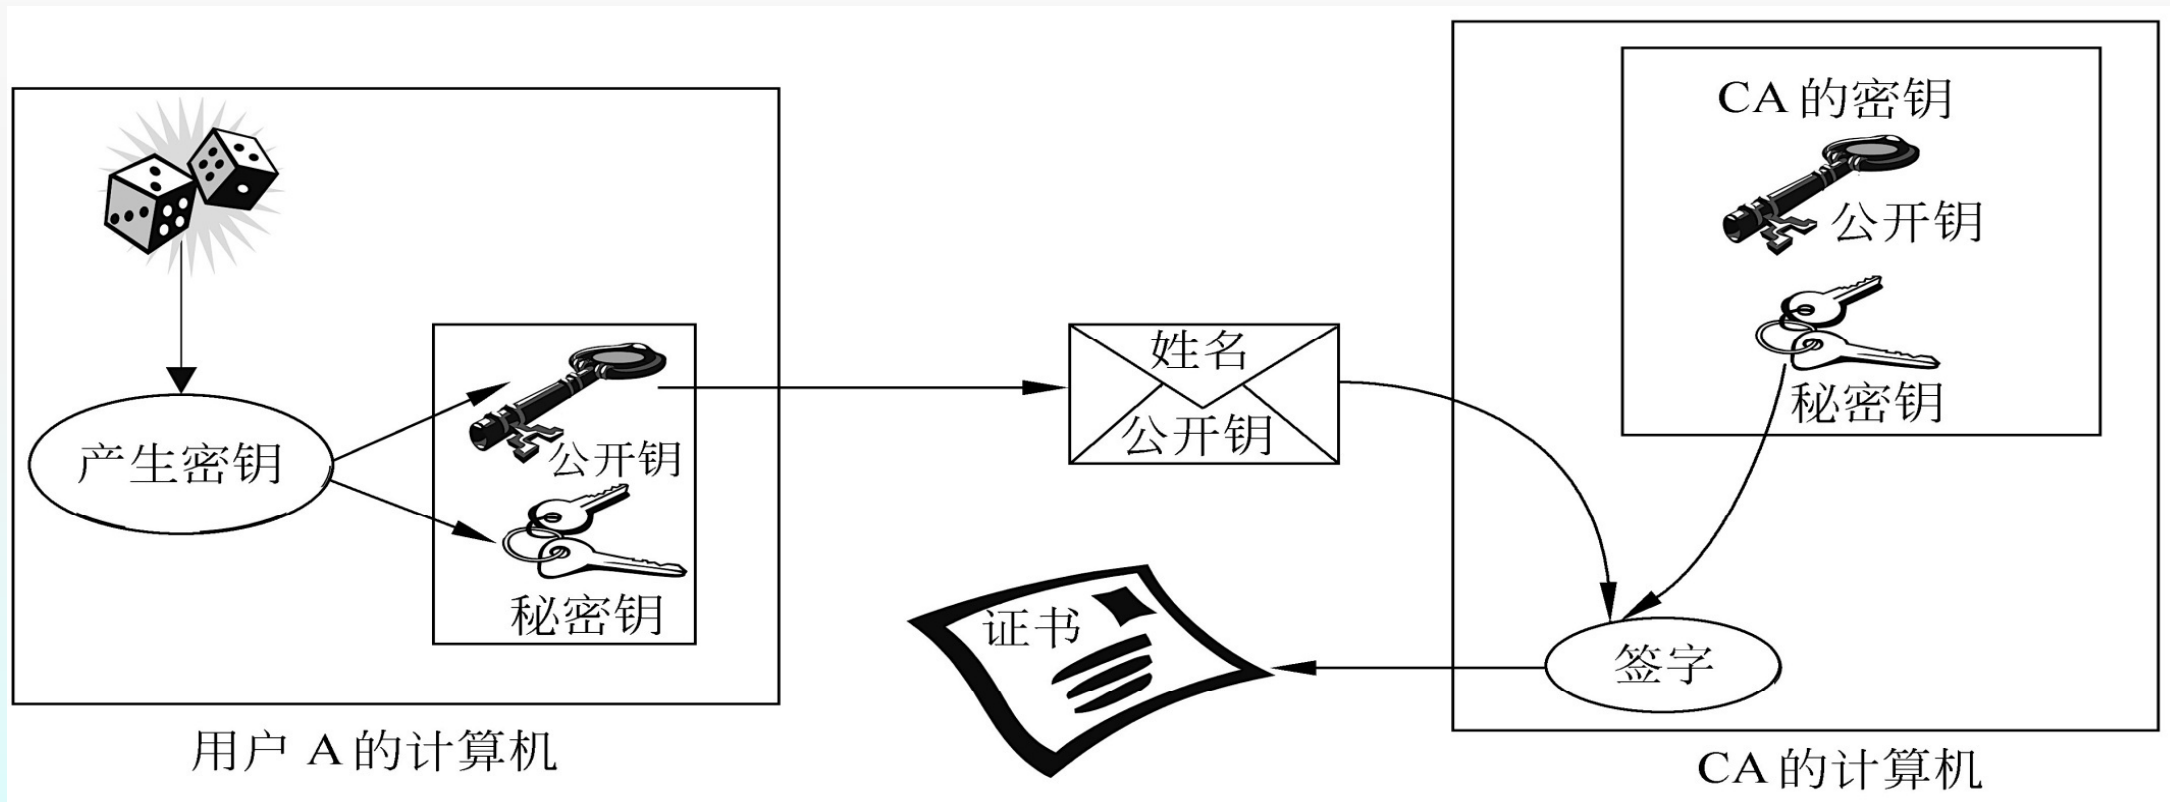 产生密钥
公开钥
秘密钥
用户 A 的计算机
姓名
公开钥
证书
CA 的密钥
公开钥
秘密钥
签字
CA 的计算机